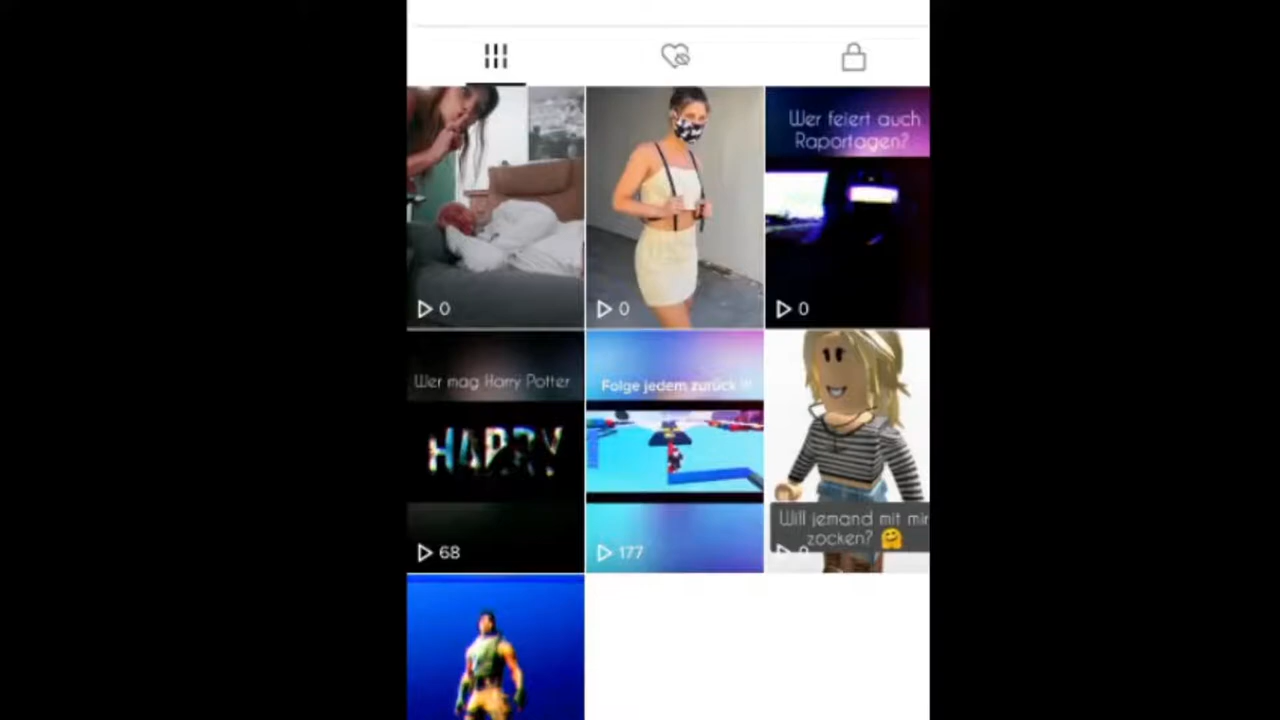 Wer feiert auch
Raportagen?
0
0
0
Wer mag Harry Potter
Folge jedem zurück !!!
HARRY
68
177
Will jemand mit mir
zocken? 🤗
0